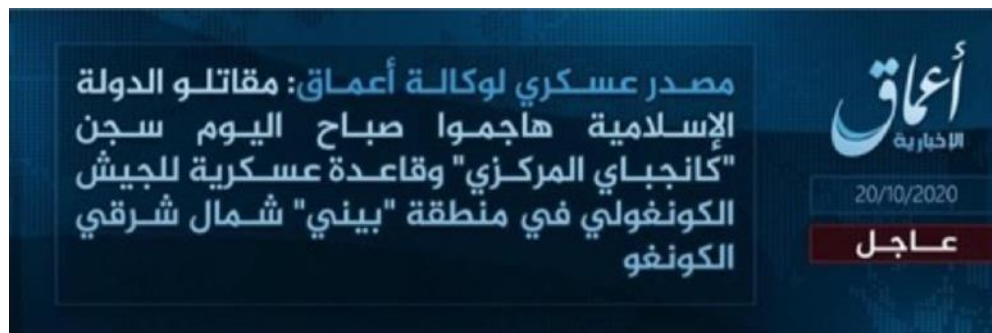 مصدر عسكري لوكالة أعماق: مقاتلو الدولة
الإسلامية هاجموا صباح اليوم سجن
"كانجباي المركزي" وقاعدة عسكرية للجيش
الكونغولي في منطقة "بيني" شمال شرقي
الكونغو
أعماق
الإخبارية
20/10/2020
عاجل